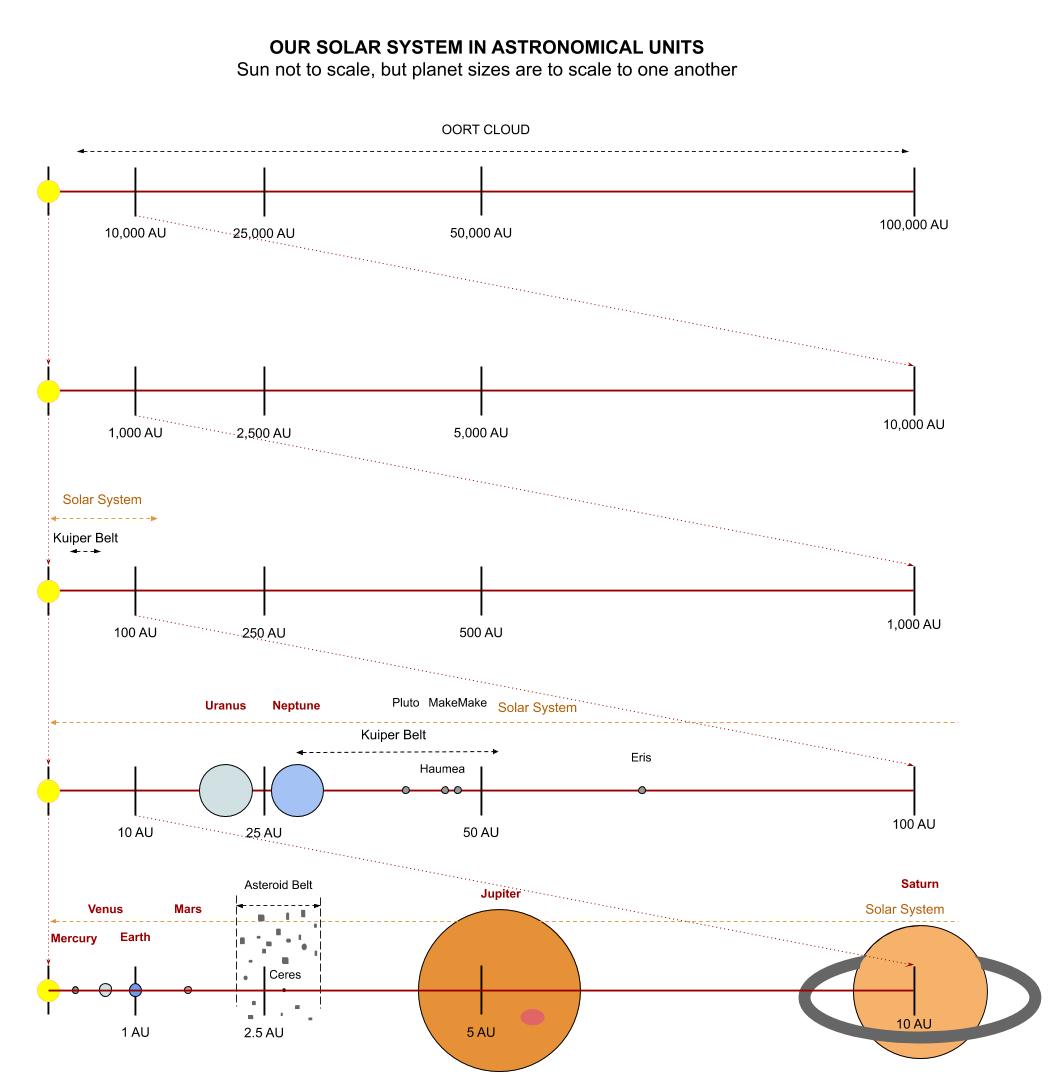 OUR SOLAR SYSTEM IN ASTRONOMICAL UNITS
Sun not to scale, but planet sizes are to scale to one another
OORT CLOUD
10,000 AU
25,000 AU
50,000 AU
100,000 AU
1,000 AU
2,500 AU
5,000 AU
10,000 AU
Solar System
Kuiper Belt
100 AU
250 AU
500 AU
1,000 AU
Uranus
Neptune
Pluto
MakeMake
Solar System
Kuiper Belt
Haumea
Eris
10 AU
25 AU
50 AU
100 AU
Asteroid Belt
Jupiter
Saturn
Venus
Mars
Solar System
Mercury
Earth
Ceres
1 AU
2.5 AU
5 AU
10 AU